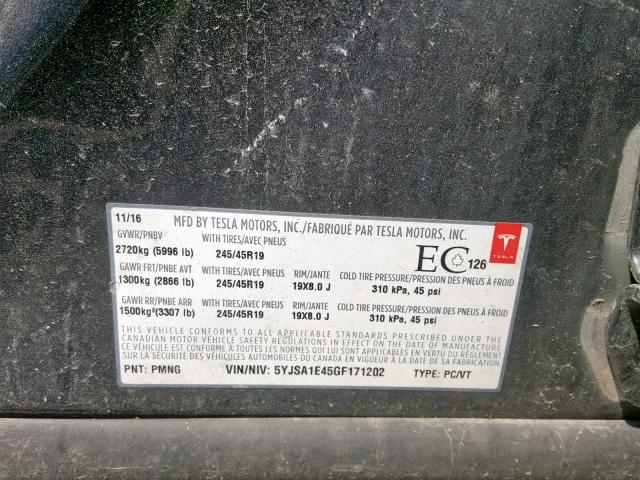 11/16 MFD BY TESLA MOTORS, INC./FABRIQUÉ PAR TESLA MOTORS, INC.
GVWR/PNBV WITH TIRES/AVEC PNEUS
2720kg (5996 lb) 245/45R19
EC 126
TESLA
GAWR FRT/PNBE AVT WITH TIRES/AVEC PNEUS RIM/JANTE COLD TIRE PRESSURE/PRESSION DES PNEUS À FROID
1300kg (2866 lb) 245/45R19 19X8.0 J 310 kPa, 45 psi
GAWR RR/PNBE ARR WITH TIRES/AVEC PNEUS RIM/JANTE COLD TIRE PRESSURE/PRESSION DES PNEUS À FROID
1500kg(3307 lb) 245/45R19 19X8.0 J 310 kPa, 45 psi
THIS VEHICLE CONFORMS TO ALL APPLICABLE STANDARDS PRESCRIBED UNDER THE
CANADIAN MOTOR VEHICLE SAFETY REGULATIONS IN EFFECT ON THE DATE OF MANUFACTURE
CE VÉHICULE EST CONFORME À TOUTES LES NORMES QUI LUI SONT APPLICABLES EN VERTU DU RÈGLEMENT
SUR LA SÉCURITÉ DES VÉHICULES AUTOMOBILES DU CANADA EN VIGUEUR À LA DATE DE SA FABRICATION
PNT: PMNG VIN/NIV: 5YJSA1E45GF171202 TYPE: PC/VT